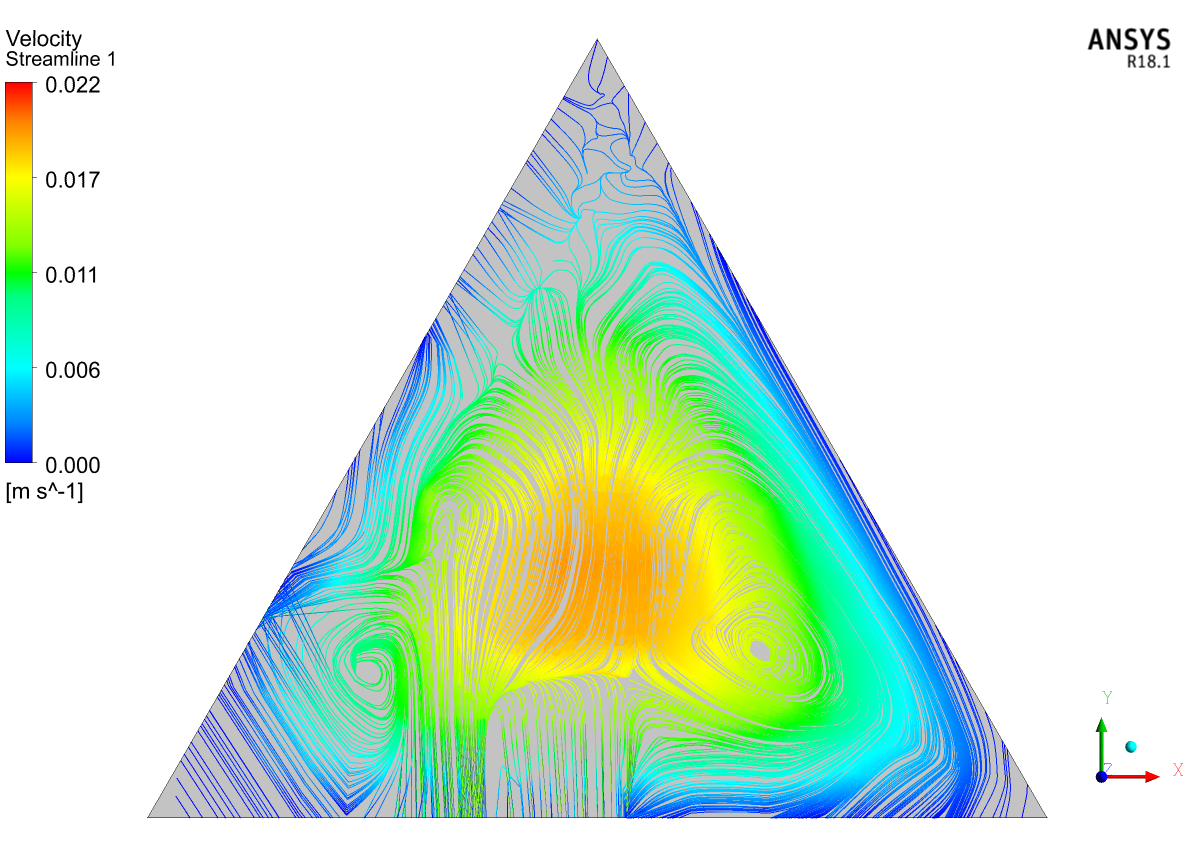 Velocity
Streamline 1
0.022
0.017
0.011
0.006
0.000
[m s^-1]
ANSYS
R18.1
Y
Z
X